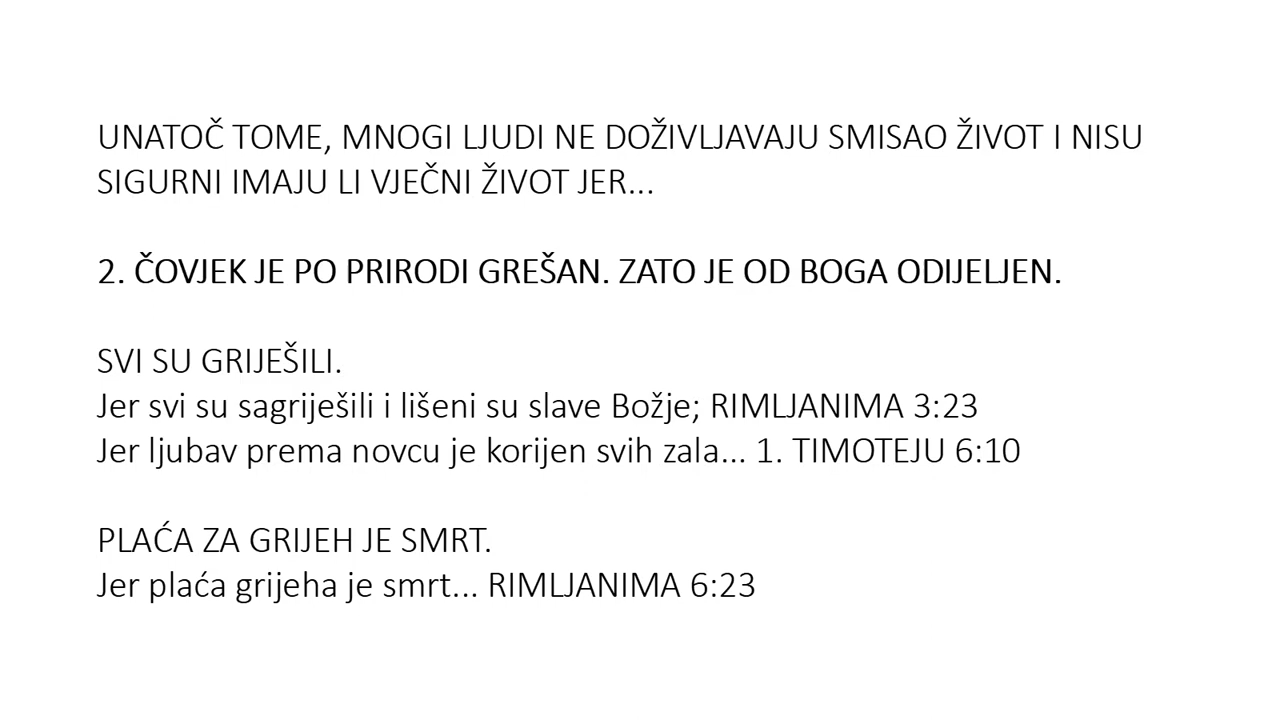 UNATOČ TOME, MNOGI LJUDI NE DOŽIVLJAVAJU SMISAO ŽIVOT I NISU
SIGURNI IMAJU LI VJEČNI ŽIVOT JER...
2. ČOVJEK JE PO PRIRODI GREŠAN. ZATO JE OD BOGA ODIJELJEN.
SVI SU GRIJEŠILI.
Jer svi su sagriješili i lišeni su slave Božje; RIMLJANIMA 3:23
Jer ljubav prema novcu je korijen svih zala... 1. TIMOTEJU 6:10
PLAĆA ZA GRIJEH JE SMRT.
Jer plaća grijeha je smrt... RIMLJANIMA 6:23